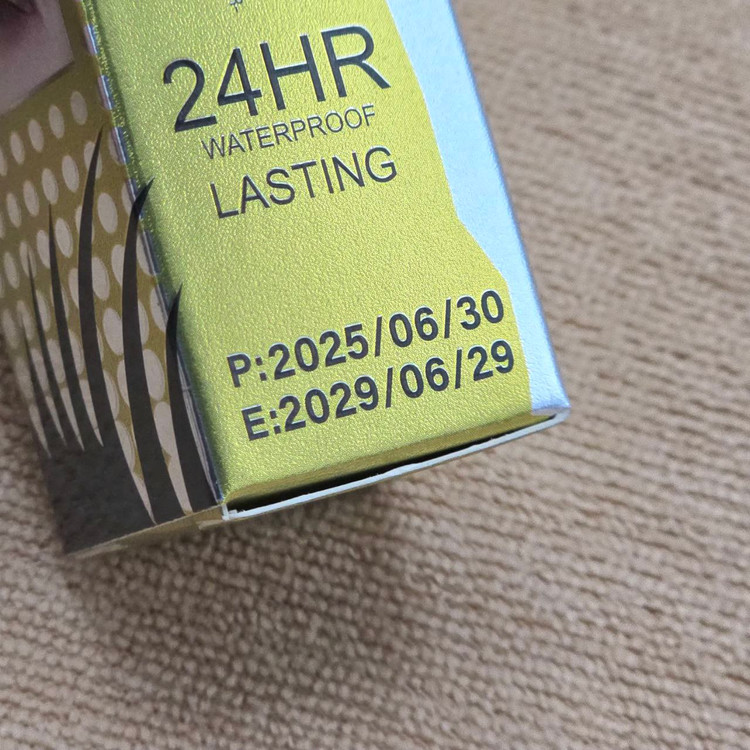 24HR
WATERPROOF
LASTING
P:2025/06/30
E:2029/06/29